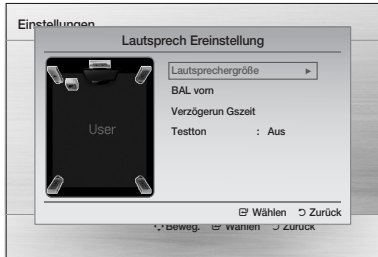 Einstellungen
Lautsprech Ereinstellung
Lautsprechergröße ►
BAL vorn
Verzögerun Gszeit
Testton : Aus
User
Wählen Zurück
Beweg. Wählen Zurück